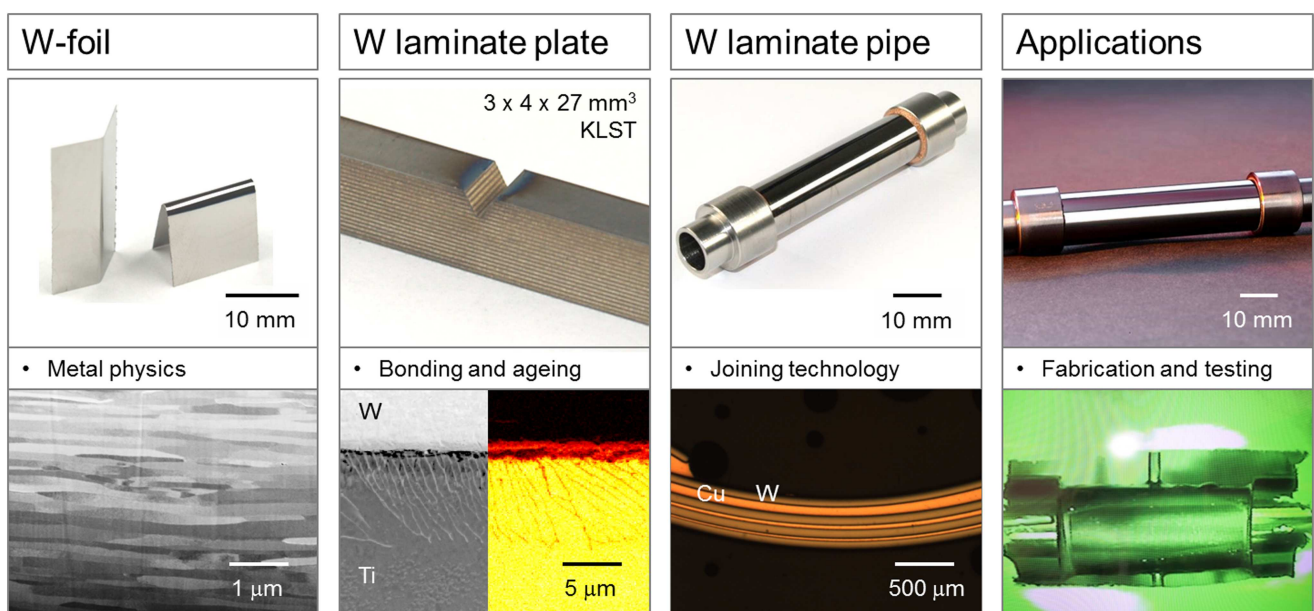 W-foil
W laminate plate
W laminate pipe
Applications
10 mm
3 x 4 x 27 mm³
KLST
10 mm
10 mm
• Metal physics
• Bonding and ageing
• Joining technology
• Fabrication and testing
1 μm
W
Ti
5 μm
Cu W
500 μm